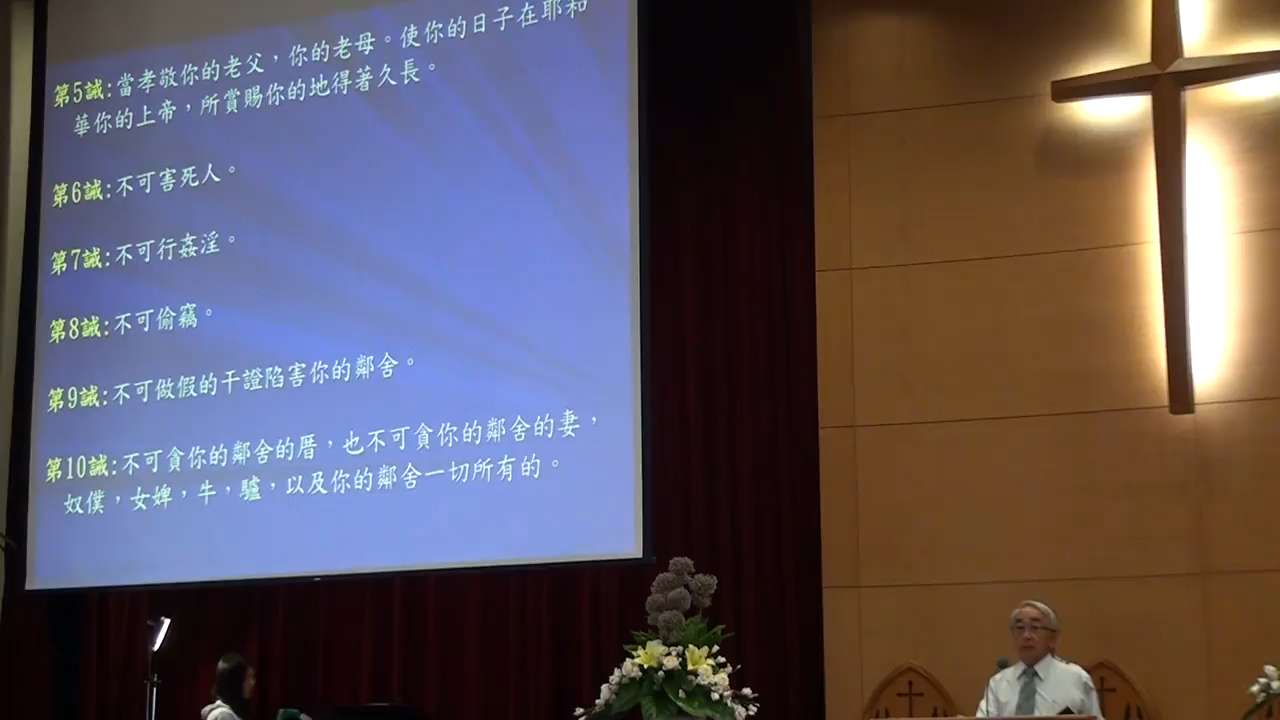 第5誡:當孝敬你的老父，你的老母。使你的日子在耶和
華你的上帝，所賞賜你的地得著久長。
第6誡:不可害死人。
第7誡:不可行姦淫。
第8誡:不可偷竊。
第9誡:不可做假的干證陷害你的鄰舍。
第10誡:不可貪你的鄰舍的厝，也不可貪你的鄰舍的妻，
奴僕，女婢，牛，驢，以及你的鄰舍一切所有的。